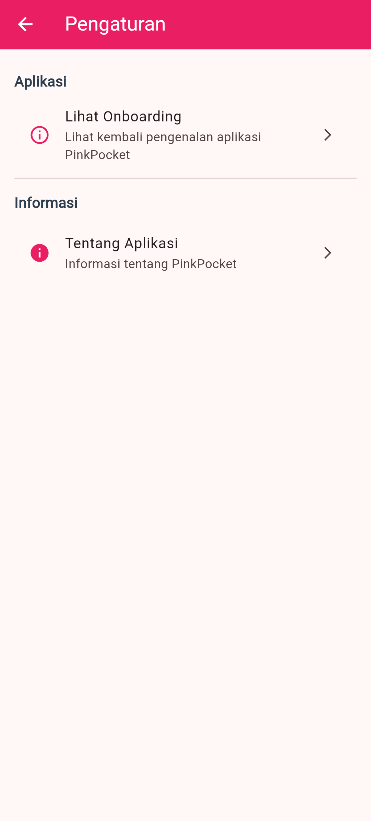 Pengaturan
Aplikasi
Lihat Onboarding
Lihat kembali pengenalan aplikasi
PinkPocket
Informasi
Tentang Aplikasi
Informasi tentang PinkPocket